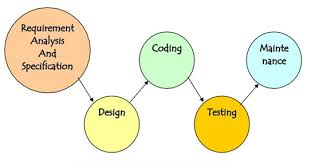 Requirement
Analysis
And
Specification
Design
Coding
Testing
Mainte
nance